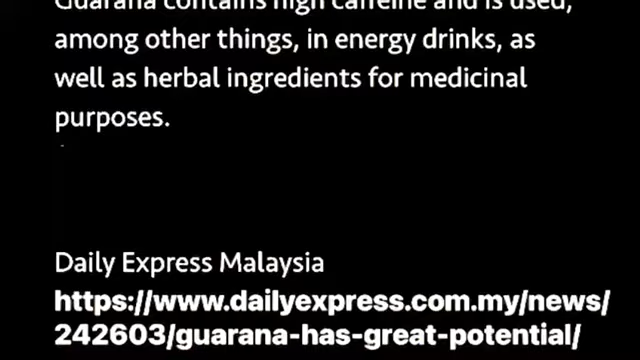 Guarana contains high caffeine and is used,
among other things, in energy drinks, as
well as herbal ingredients for medicinal
purposes.
Daily Express Malaysia
https://www.dailyexpress.com.my/news/
242603/guarana-has-great-potential/